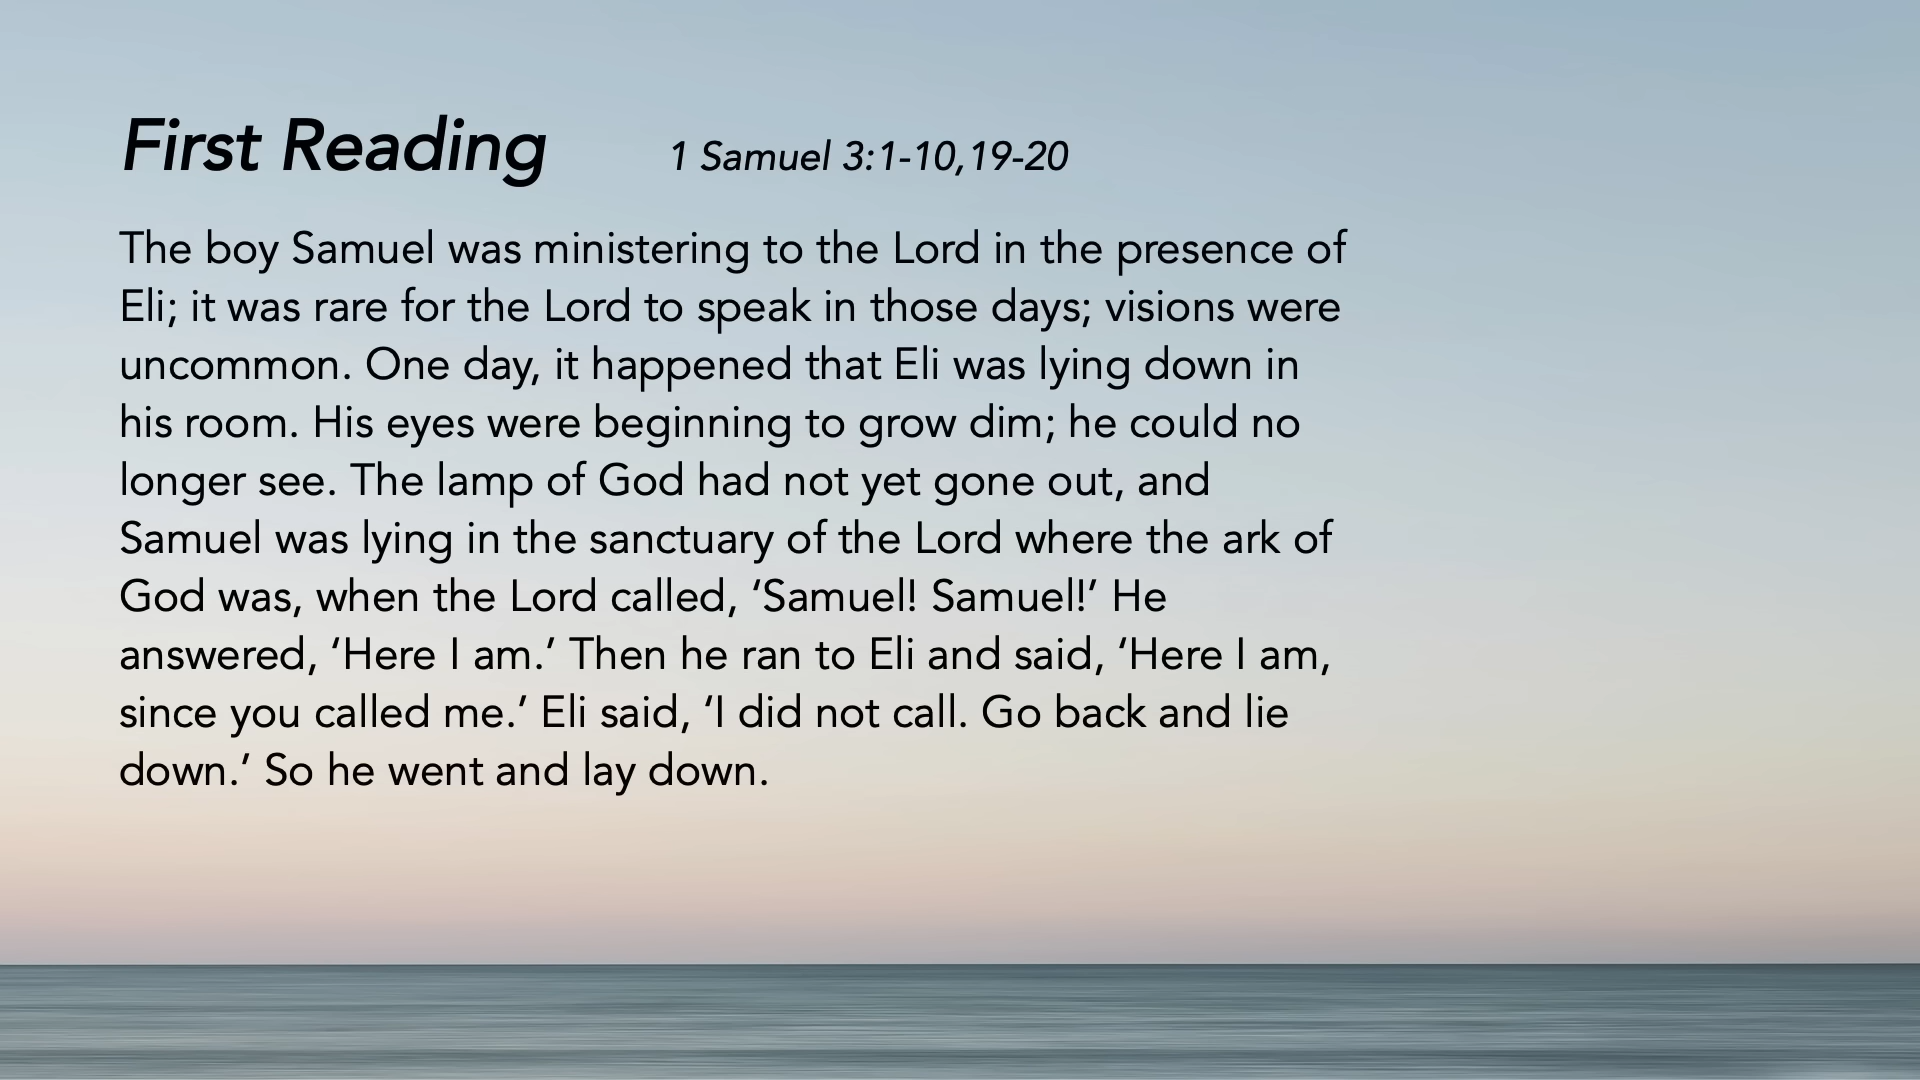 First Reading 1 Samuel 3:1-10,19-20
The boy Samuel was ministering to the Lord in the presence of
Eli; it was rare for the Lord to speak in those days; visions were
uncommon. One day, it happened that Eli was lying down in
his room. His eyes were beginning to grow dim; he could no
longer see. The lamp of God had not yet gone out, and
Samuel was lying in the sanctuary of the Lord where the ark of
God was, when the Lord called, ‘Samuel! Samuel!’ He
answered, ‘Here I am.’ Then he ran to Eli and said, ‘Here I am,
since you called me.’ Eli said, ‘I did not call. Go back and lie
down.’ So he went and lay down.